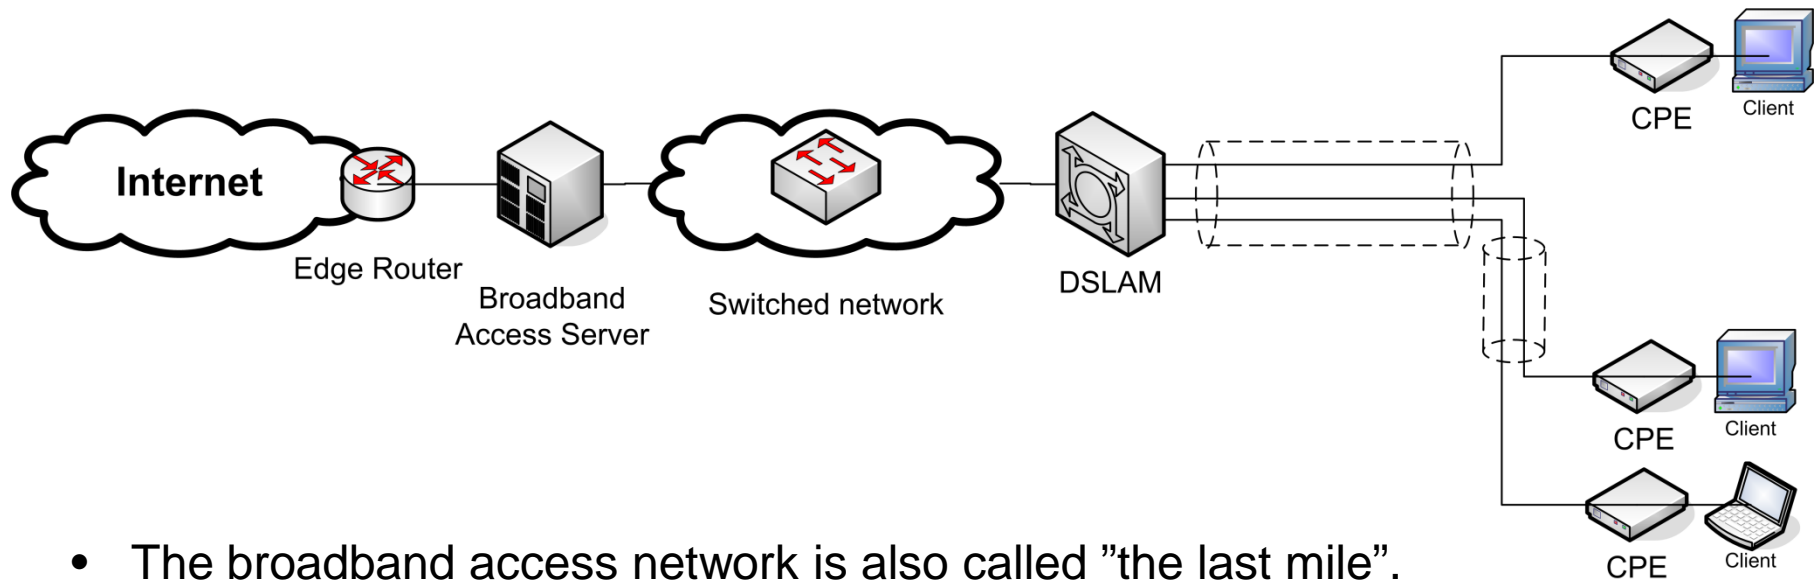 Internet
Edge Router
Broadband
Access Server
Switched network
DSLAM
CPE
Client
CPE
Client
CPE
Client
• The broadband access network is also called ”the last mile”.